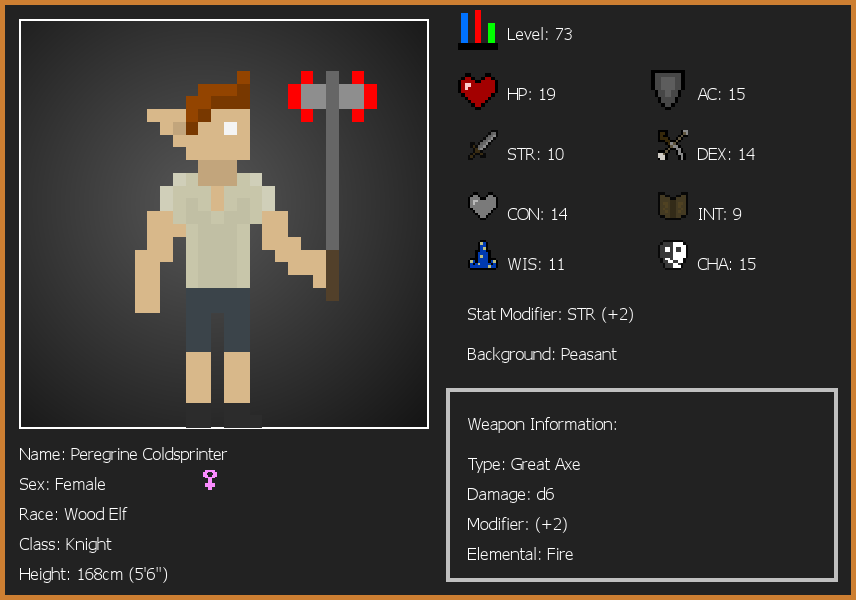 Level: 73
HP: 19
AC: 15
STR: 10
DEX: 14
CON: 14
INT: 9
WIS: 11
CHA: 15
Stat Modifier: STR (+2)
Background: Peasant
Weapon Information:
Type: Great Axe
Damage: d6
Modifier: (+2)
Elemental: Fire
Name: Peregrine Coldsprinter
Sex: Female
Race: Wood Elf
Class: Knight
Height: 168cm (5'6")